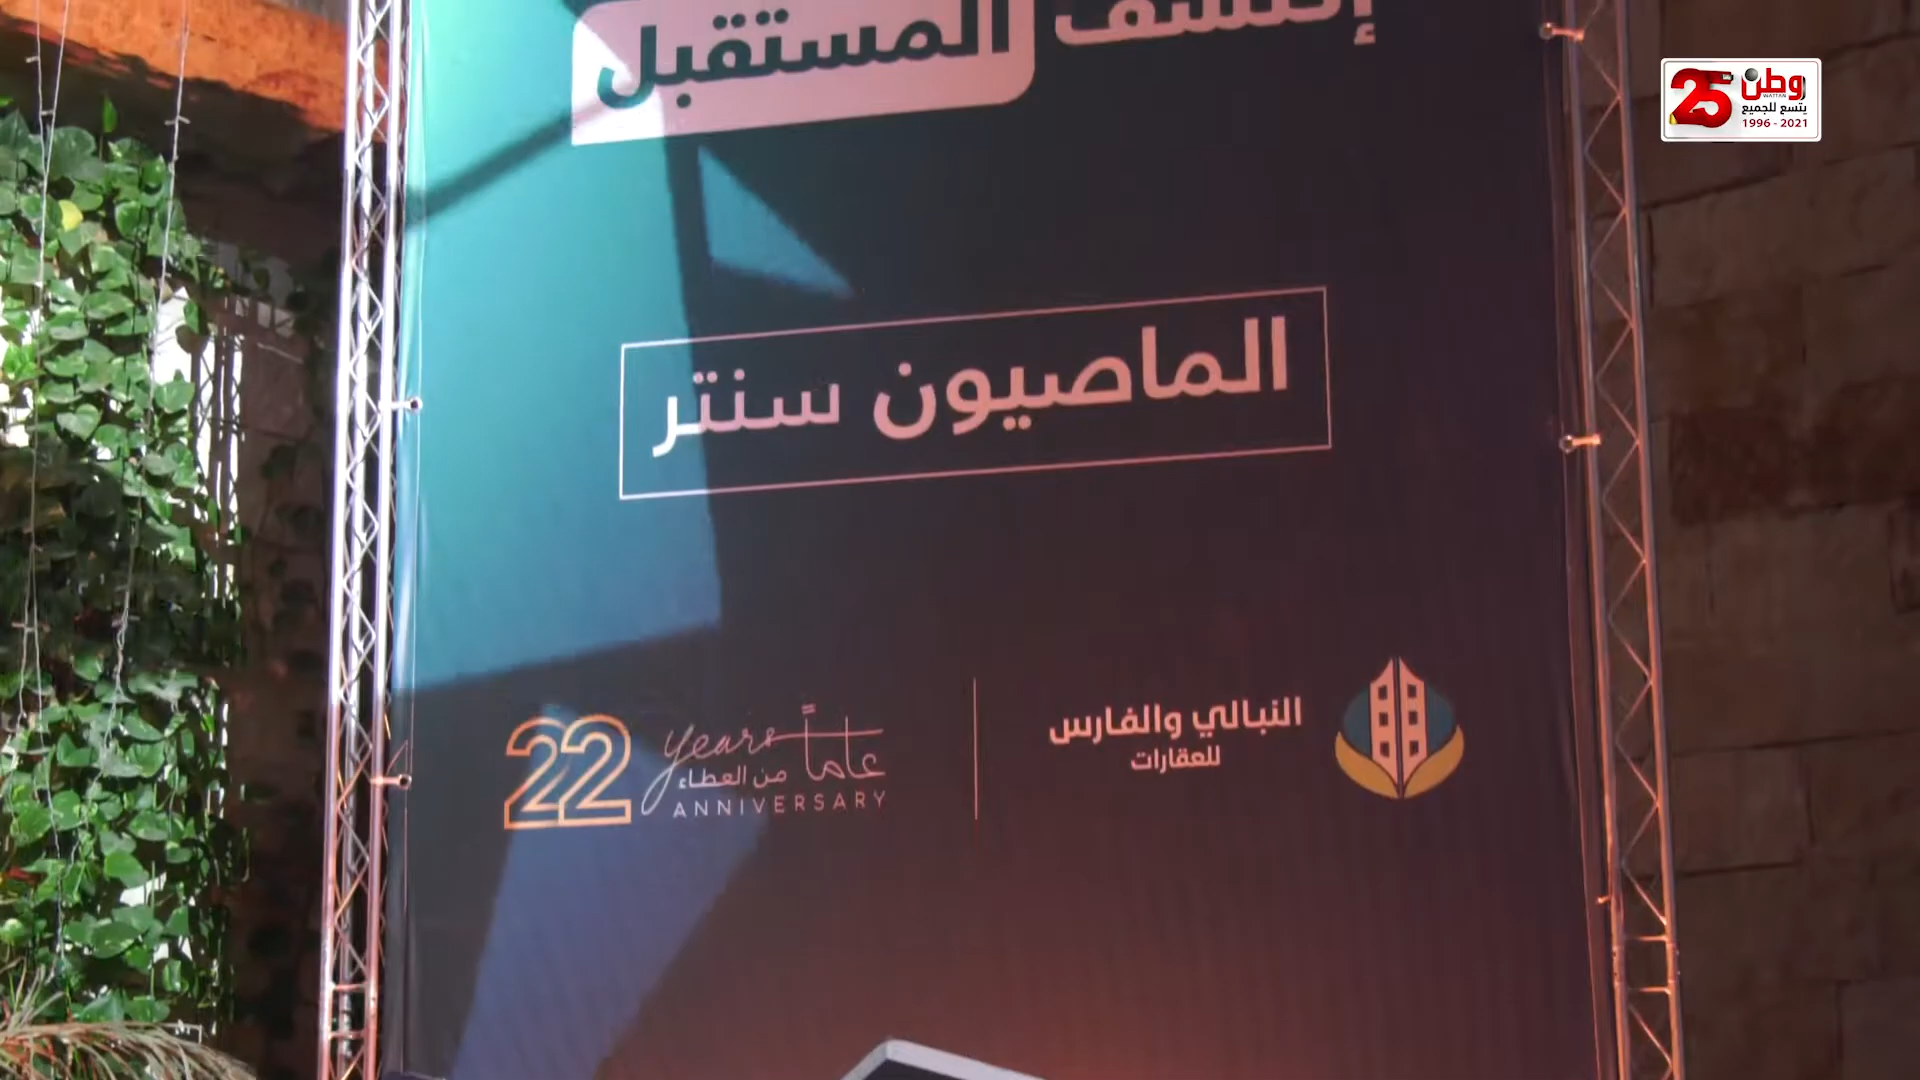 إكتشف المستقبل
وطن
WATTAN
يتسع للجميع
25
1996 - 2021
الماصيون سنتر
النبالي والفارس
للعقارات
22 years عاماً
من العطاء
ANNIVERSARY